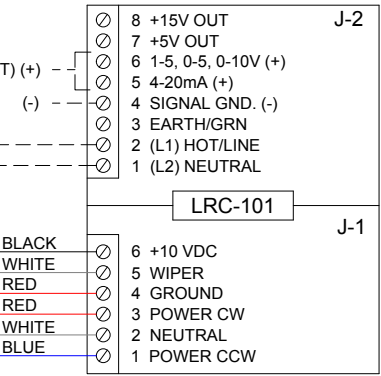 J-2
8 +15V OUT
7 +5V OUT
6 1-5, 0-5, 0-10V (+)
T) (+)
5 4-20mA (+)
(-)
4 SIGNAL GND. (-)
3 EARTH/GRN
2 (L1) HOT/LINE
1 (L2) NEUTRAL
LRC-101
J-1
BLACK
6 +10 VDC
WHITE
5 WIPER
RED
4 GROUND
RED
3 POWER CW
WHITE
2 NEUTRAL
BLUE
1 POWER CCW